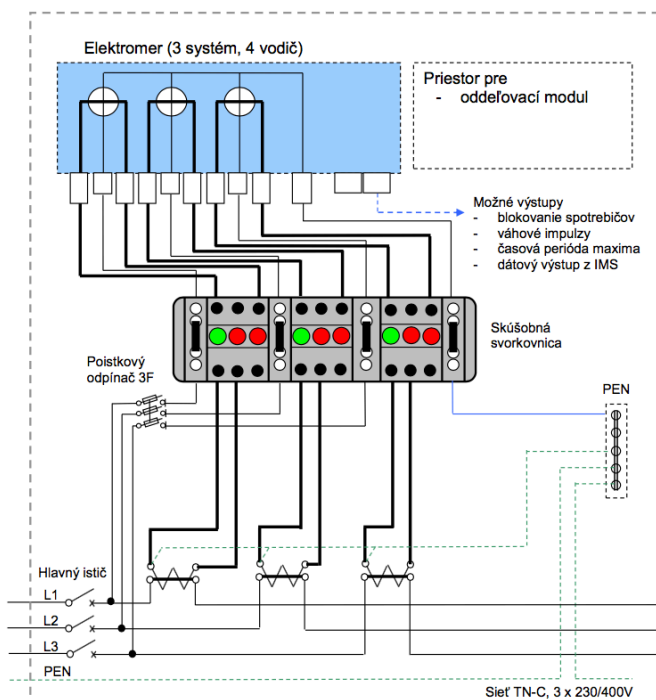 Elektromer (3 systém, 4 vodič)
Priestor pre
- oddeľovací modul
Možné výstupy
- blokovanie spotrebičov
- váhové impulzy
- časová perióda maxima
- dátový výstup z IMS
Skúšobná
svorkovnica
Poistkový
odpínač 3F
PEN
Hlavný istič
L1
L2
L3
PEN
Sieť TN-C, 3 x 230/400V